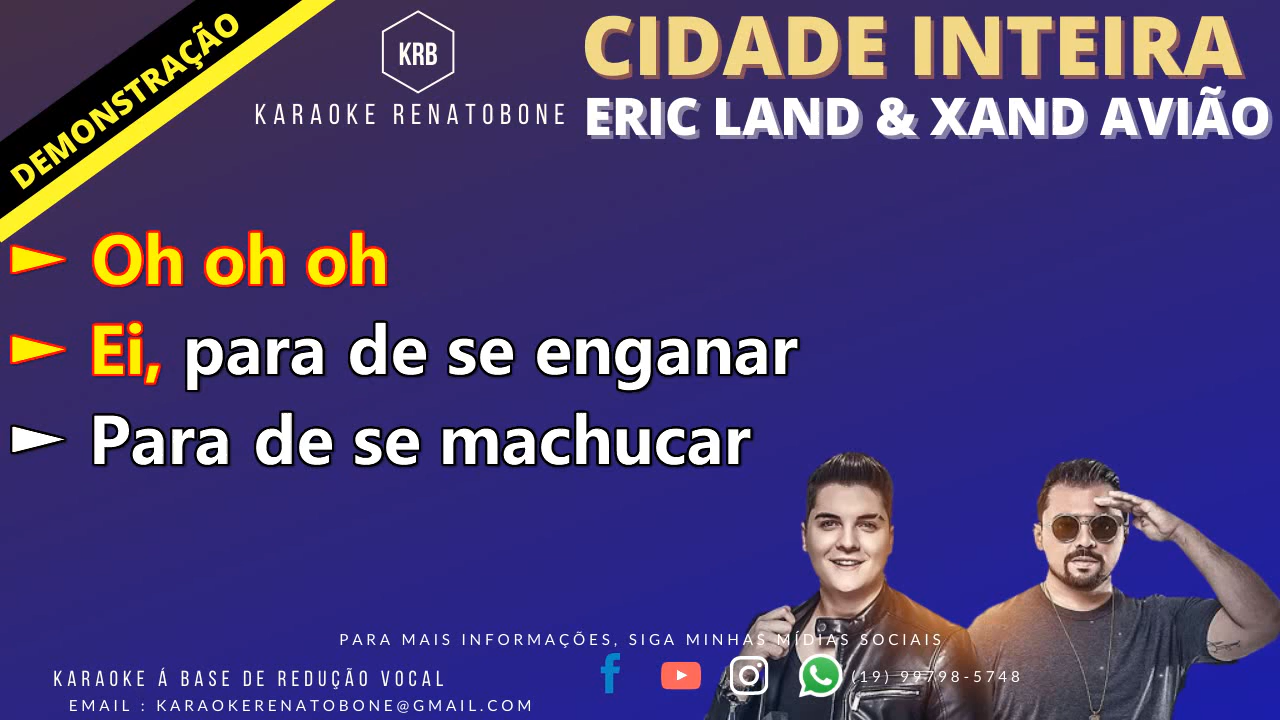 DEMONSTRAÇÃO
KRB
KARAOKE RENATOBONE
CIDADE INTEIRA
ERIC LAND & XAND AVIÃO
Oh oh oh
Ei, para de se enganar
Para de se machucar
PARA MAIS INFORMAÇÕES, SIGA MINHAS MÍDIAS SOCIAIS
KARAOKE Á BASE DE REDUÇÃO VOCAL
(19) 99798-5748
EMAIL : KARAOKERENATOBONE@GMAIL.COM